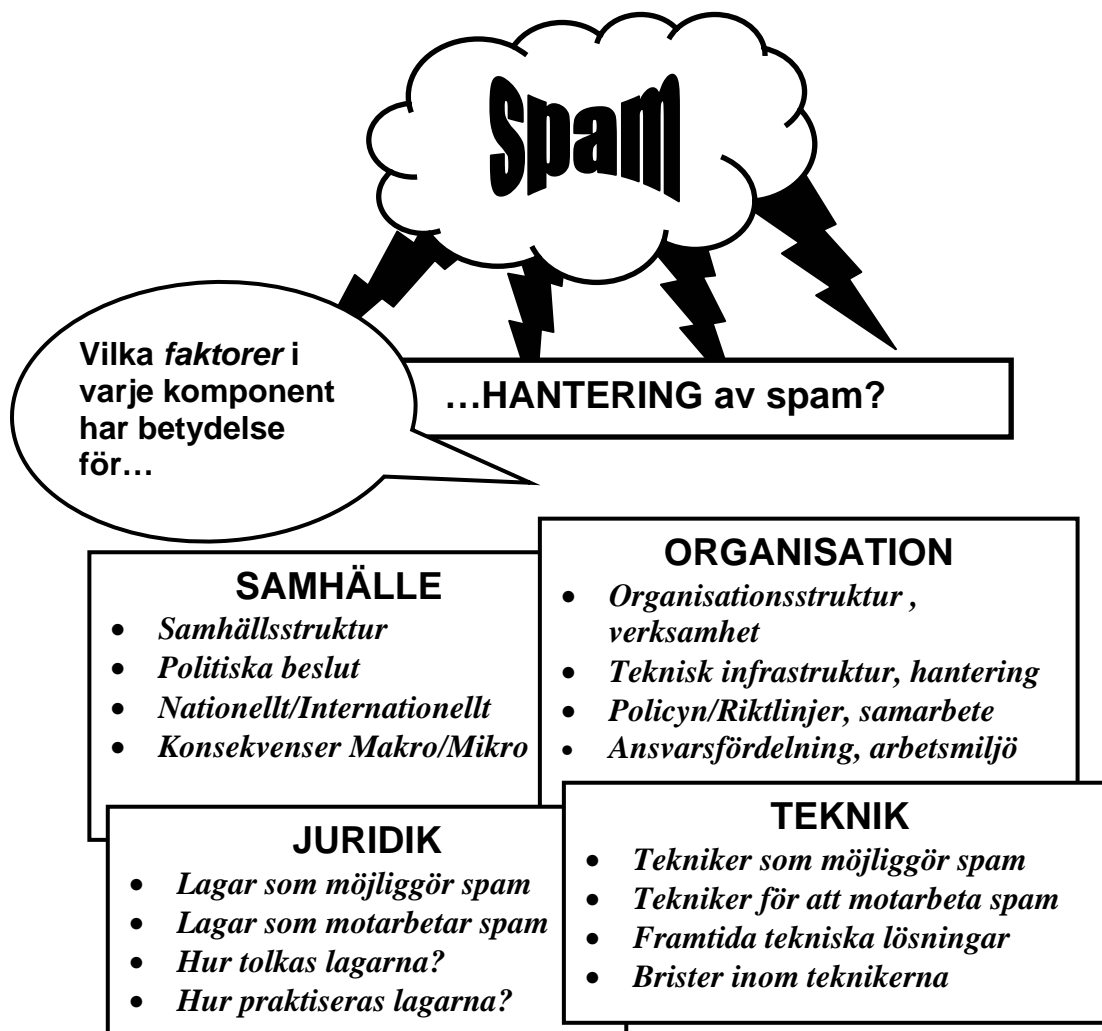 Spam
Vilka faktorer i
varje komponent
har betydelse
för…
…HANTERING av spam?
SAMHÄLLE
• Samhällsstruktur
• Politiska beslut
• Nationellt/Internationellt
• Konsekvenser Makro/Mikro
ORGANISATION
• Organisationsstruktur ,
verksamhet
• Teknisk infrastruktur, hantering
• Policyn/Riktlinjer, samarbete
• Ansvarsfördelning, arbetsmiljö
JURIDIK
• Lagar som möjliggör spam
• Lagar som motarbetar spam
• Hur tolkas lagarna?
• Hur praktiseras lagarna?
TEKNIK
• Tekniker som möjliggör spam
• Tekniker för att motarbeta spam
• Framtida tekniska lösningar
• Brister inom teknikerna